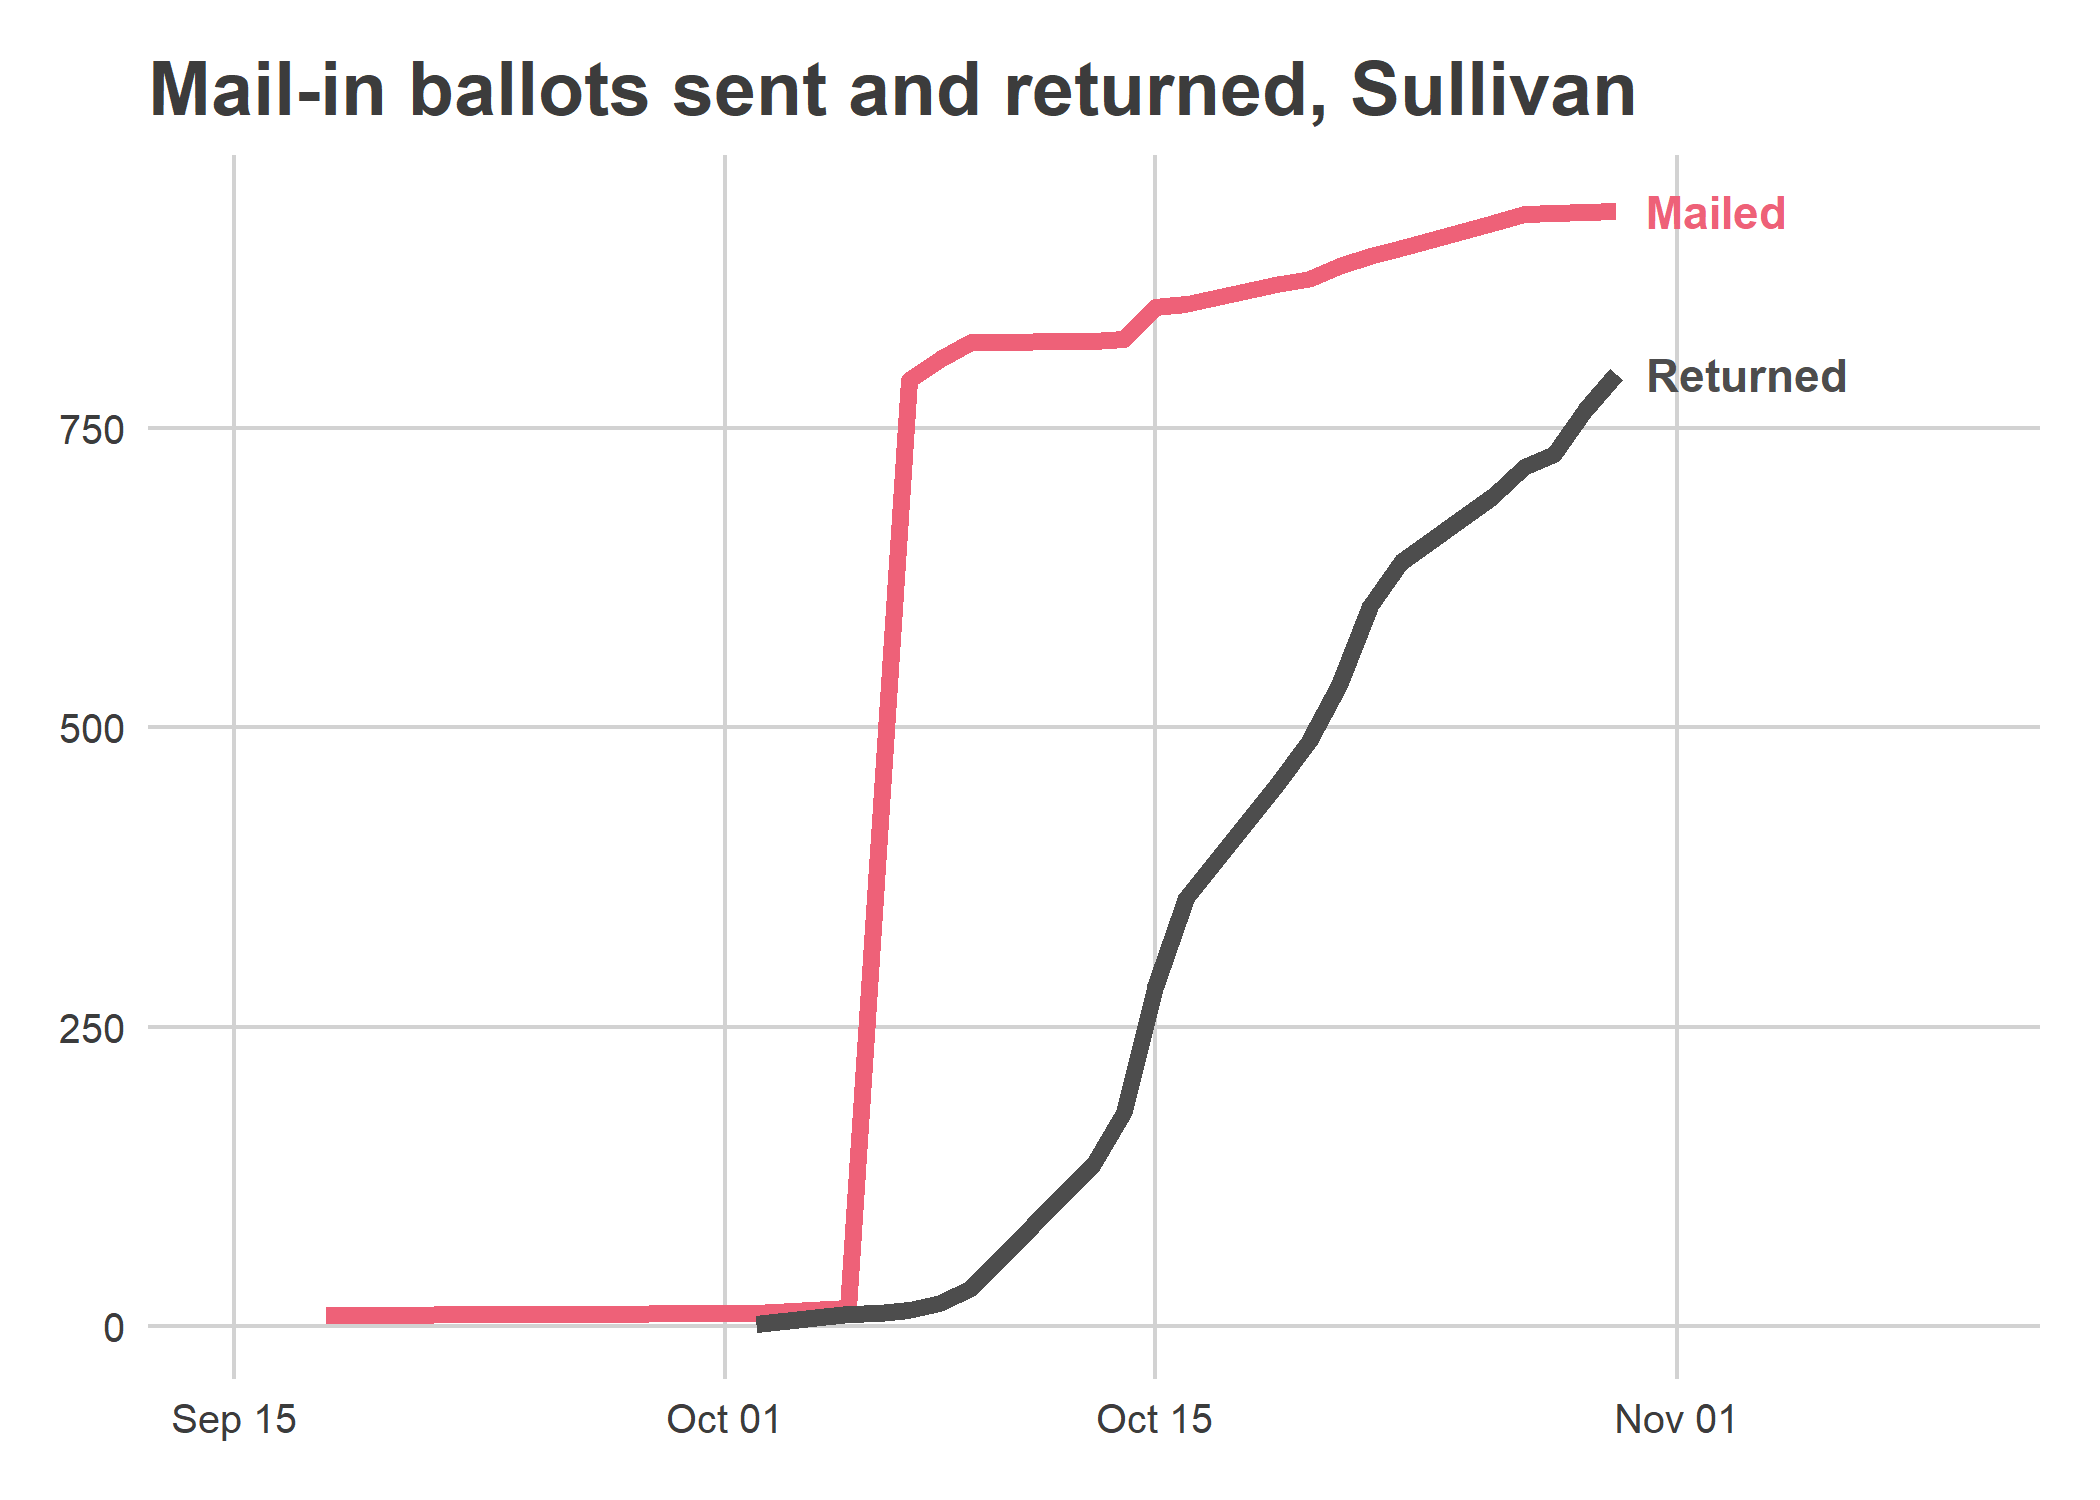 Mail-in ballots sent and returned, Sullivan
Mailed
Returned
750
500
250
0
Sep 15
Oct 01
Oct 15
Nov 01